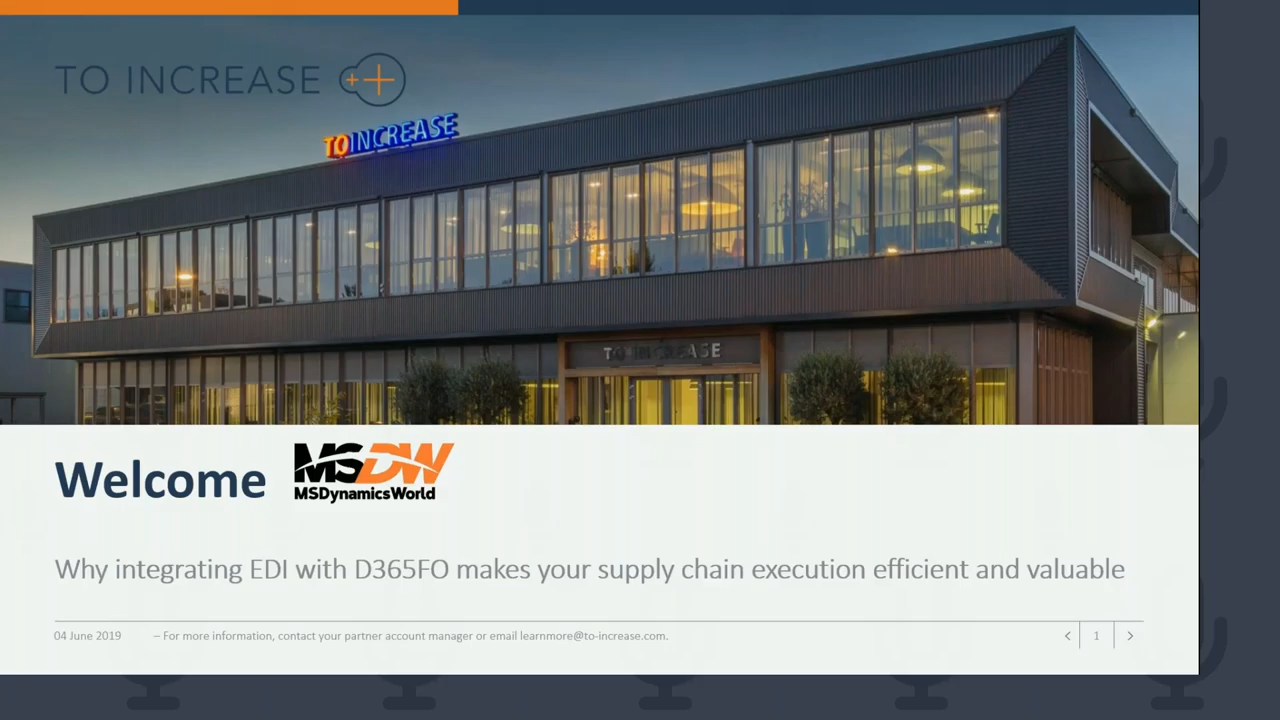 TO INCREASE
TOINCREASE
TO INCREASE
Welcome
MSDW
MSDynamicsWorld
Why integrating EDI with D365FO makes your supply chain execution efficient and valuable
04 June 2019 – For more information, contact your partner account manager or email learnmore@to-increase.com.
1